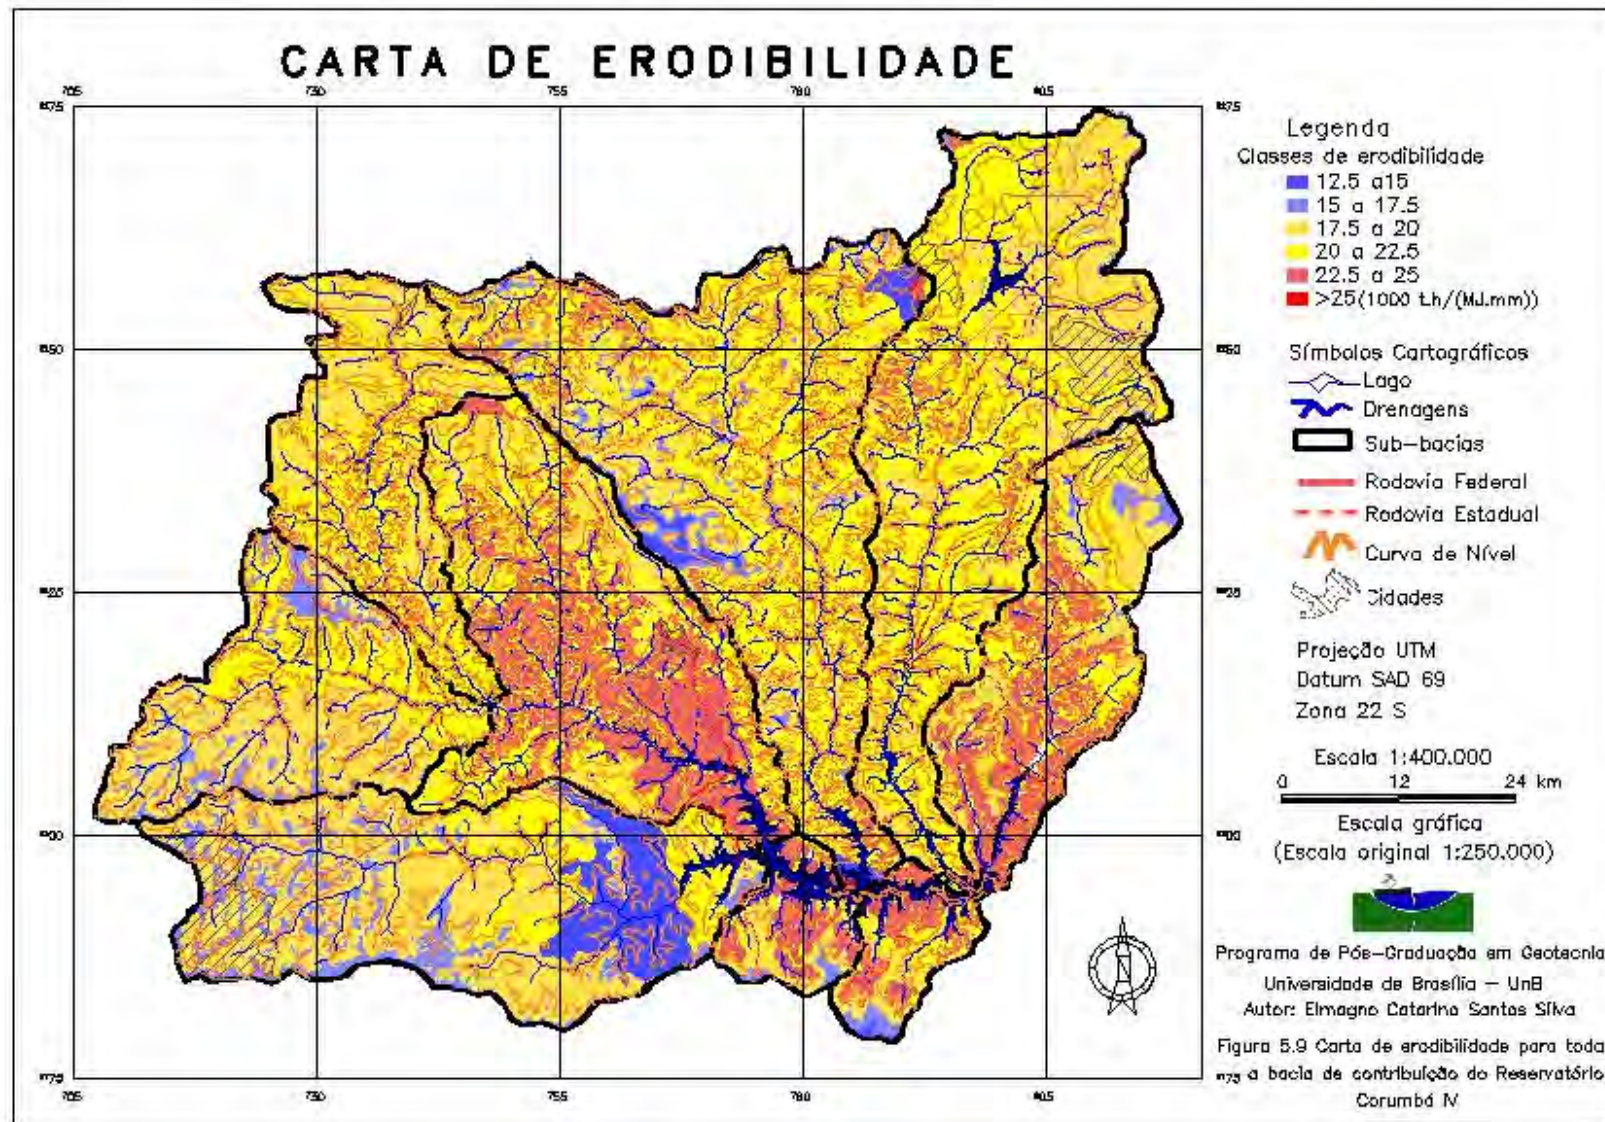 CARTA DE ERODIBILIDADE
705 730 755 780 805
Legenda
Classes de erodibilidade
12.5 a15
15 a 17.5
17.5 a 20
20 a 22.5
22.5 a 25
>25(1000 t.h/(MJ.mm))
Símbolos Cartográficos
Lago
Drenagens
Sub-bacias
Rodovia Federal
Rodovia Estadual
Curva de Nível
Cidades
Projeção UTM
Datum SAD 69
Zona 22 S
Escala 1:400.000
0 12 24 km
Escala gráfica
(Escala original 1:250.000)
Programa de Pós-Graduação em Geotecnia
Universidade de Brasília - UnB
Autor: Elmagno Catarino Santos Silva
Figura 5.9 Carta de erodibilidade para toda
a bacia de contribuição do Reservatório
Corumbá IV
705 730 755 780 805